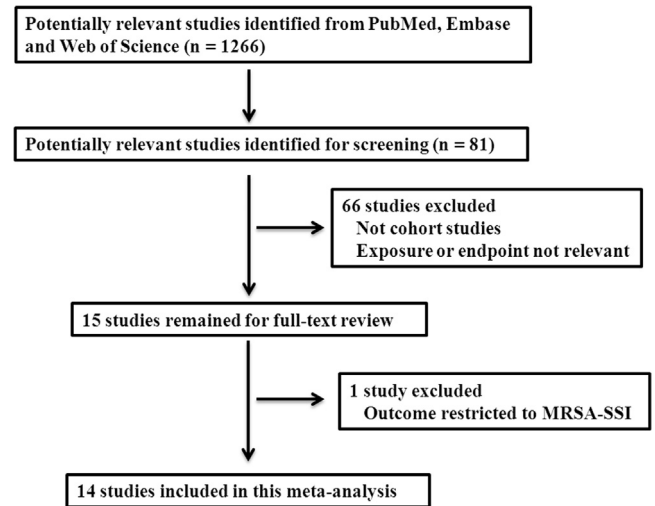 Potentially relevant studies identified from PubMed, Embase
and Web of Science (n = 1266)
Potentially relevant studies identified for screening (n = 81)
66 studies excluded
Not cohort studies
Exposure or endpoint not relevant
15 studies remained for full-text review
1 study excluded
Outcome restricted to MRSA-SSI
14 studies included in this meta-analysis